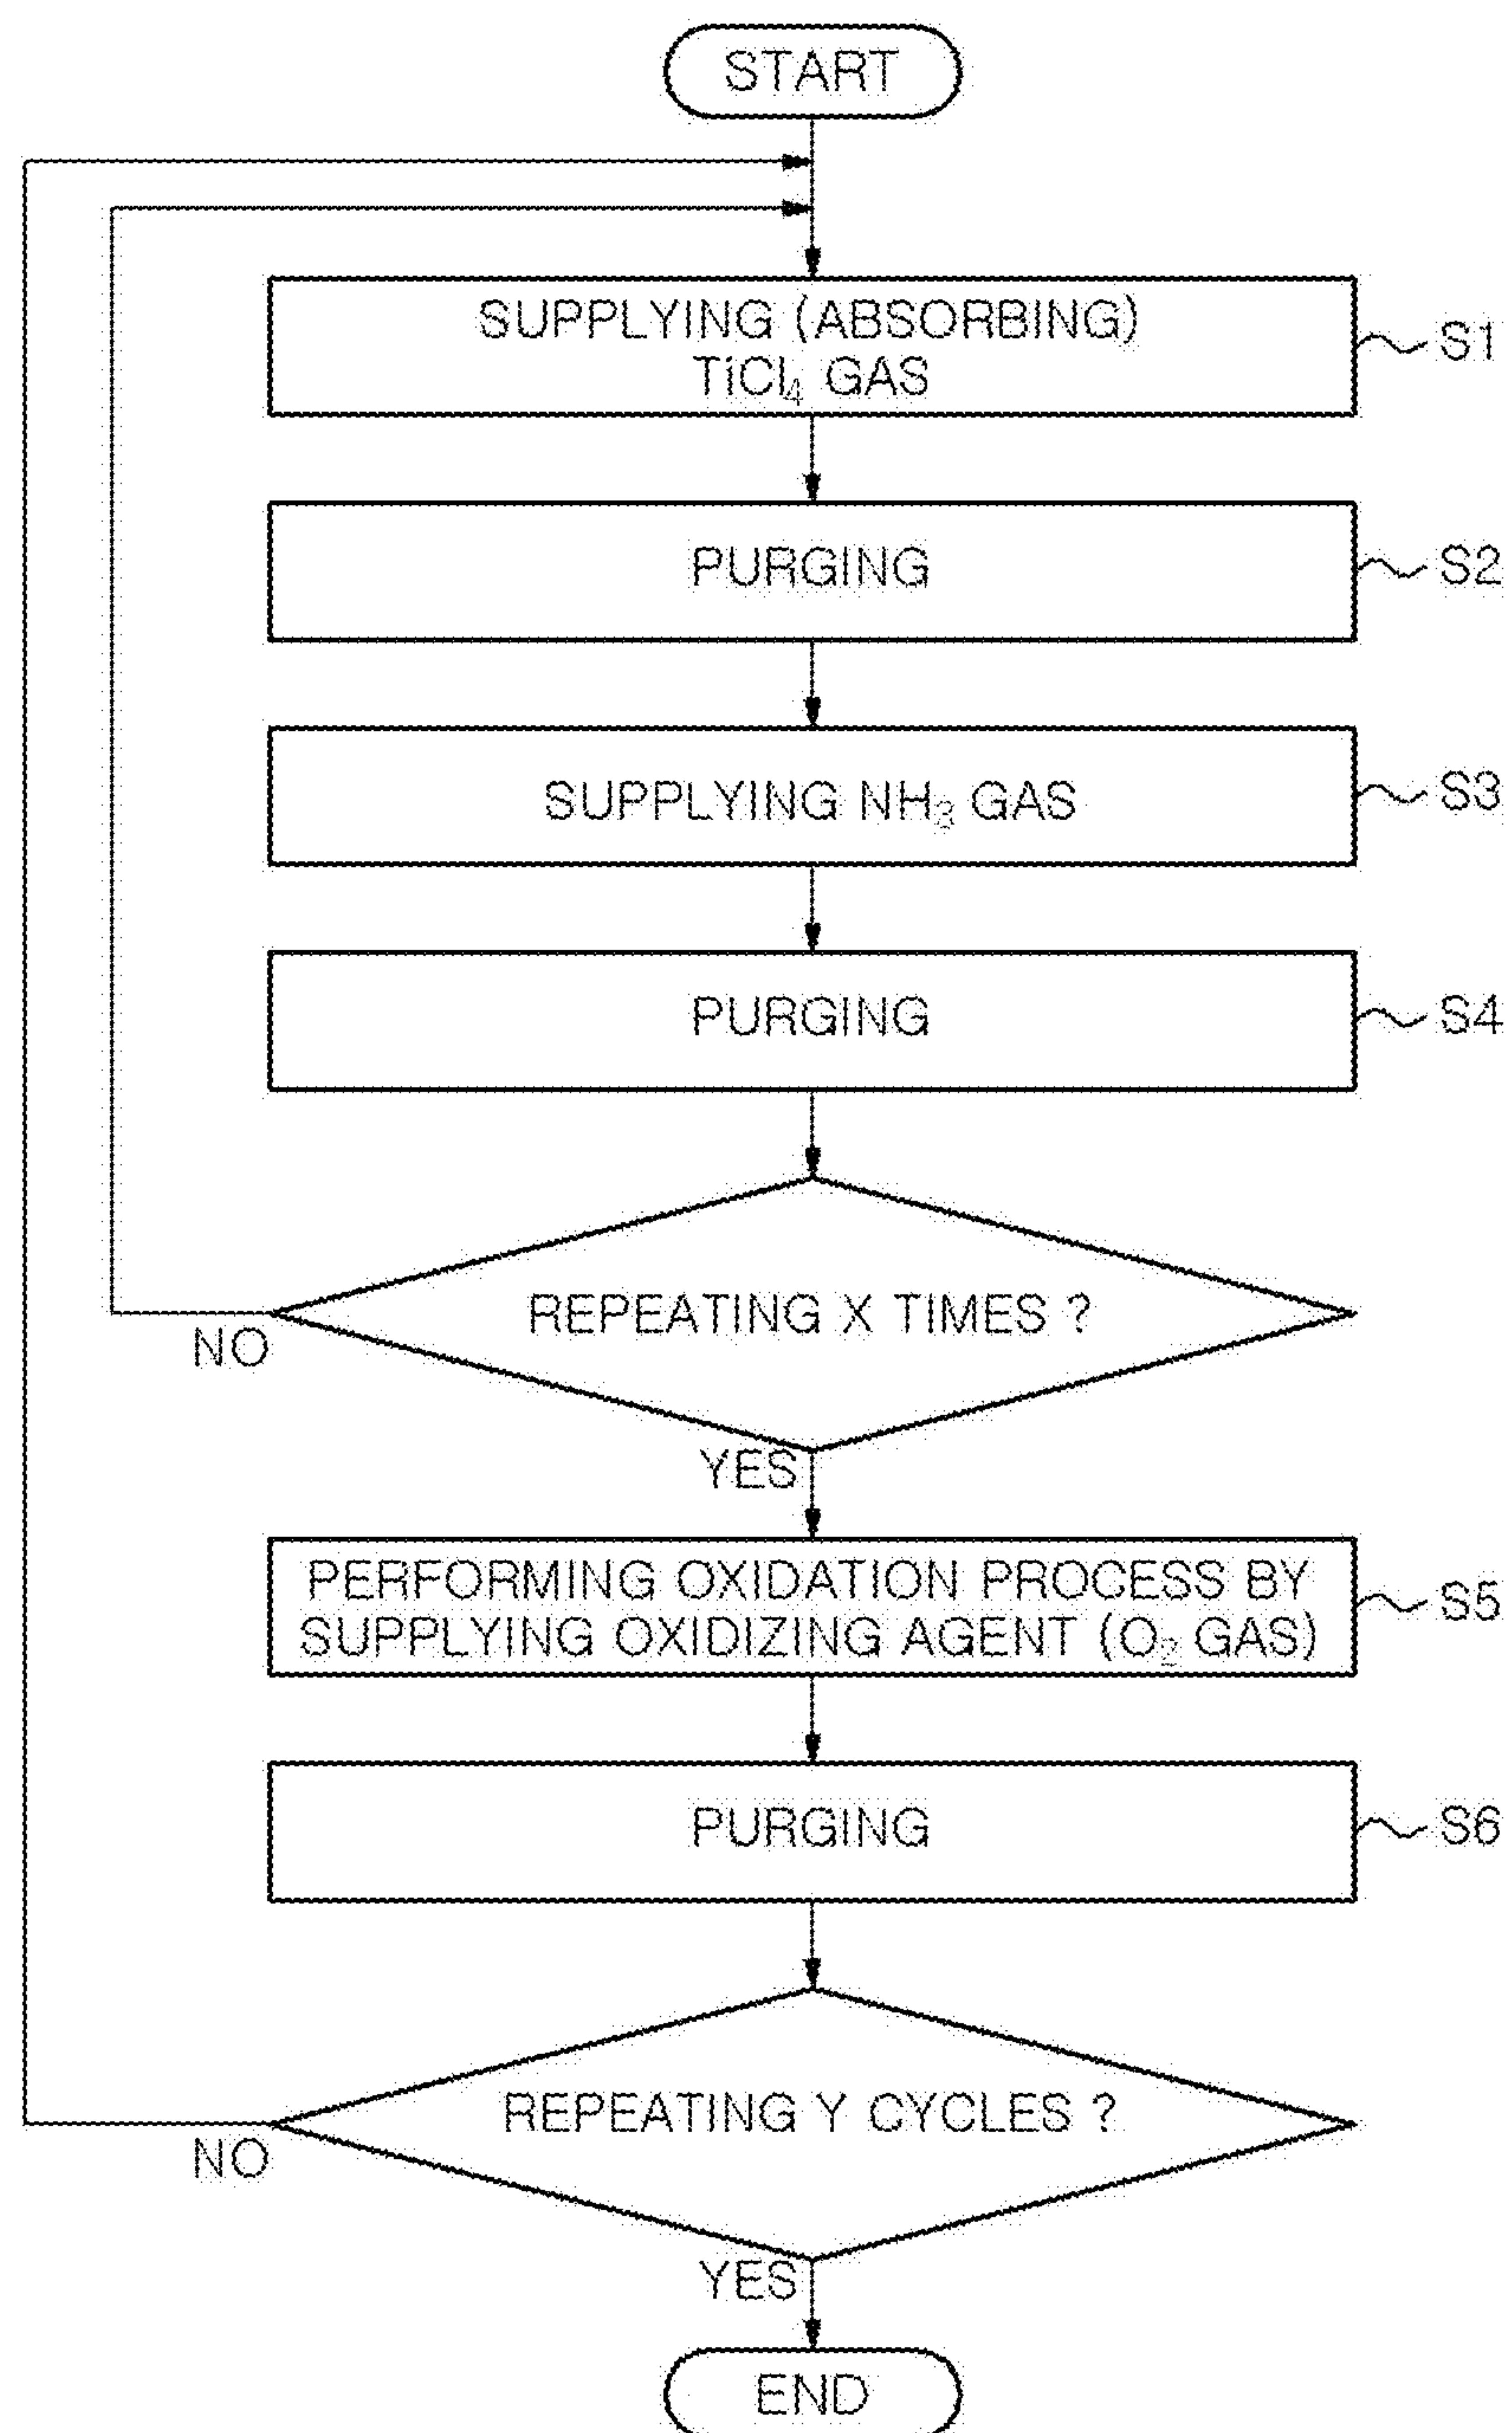 START
SUPPLYING (ABSORBING)
TiCl4 GAS
S1
PURGING
S2
SUPPLYING NH3 GAS
S3
PURGING
S4
REPEATING X TIMES ?
NO
YES
PERFORMING OXIDATION PROCESS BY
SUPPLYING OXIDIZING AGENT (O2 GAS)
S5
PURGING
S6
REPEATING Y CYCLES ?
NO
YES
END